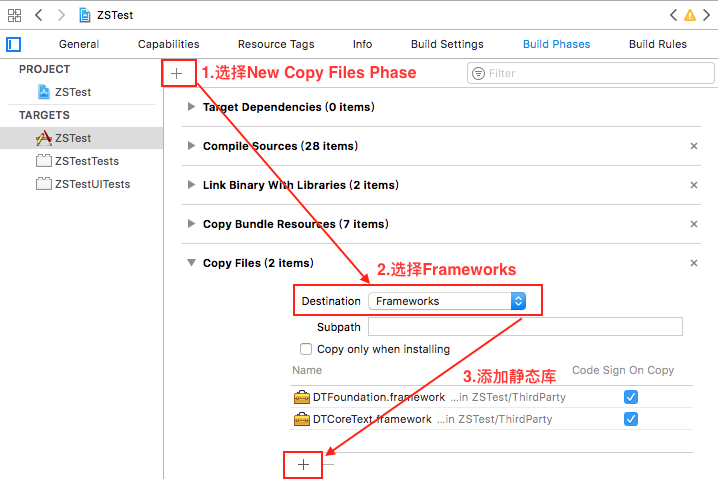 ZSTest
General Capabilities Resource Tags Info Build Settings Build Phases Build Rules
PROJECT
ZSTest
TARGETS
ZSTest
ZSTestTests
ZSTestUITests
1.选择New Copy Files Phase
Filter
Target Dependencies (0 items)
Compile Sources (28 items)
Link Binary With Libraries (2 items)
Copy Bundle Resources (7 items)
Copy Files (2 items)
2.选择Frameworks
Destination Frameworks
Subpath
Copy only when installing
Name Code Sign On Copy
3.添加静态库
DTFoundation.framework ...in ZSTest/ThirdParty
DTCoreText.framework ...in ZSTest/ThirdParty